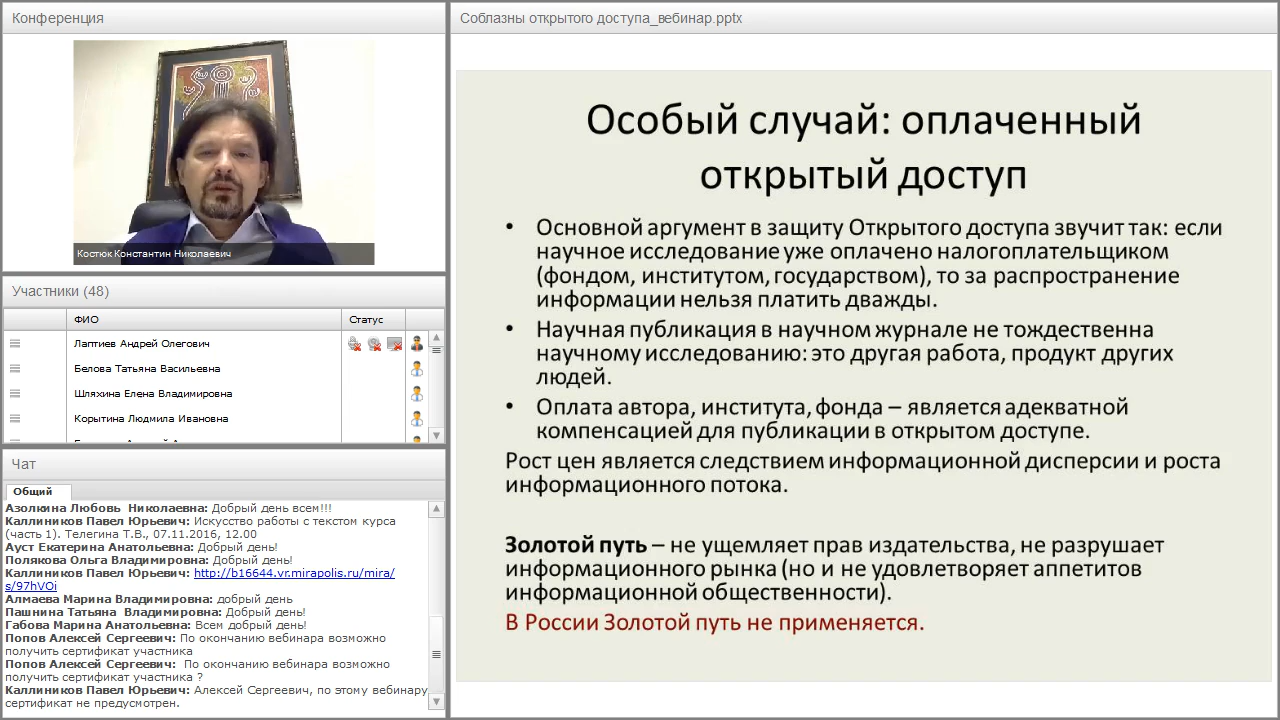 Конференция
Костюк Константин Николаевич
Участники (48)
ФИО
Статус
Лаптиев Андрей Олегович
Белова Татьяна Васильевна
Шляхина Елена Владимировна
Корытина Людмила Ивановна
Чат
Общий
Азолкина Любовь Николаевна: Добрый день всем!!!
Каллиников Павел Юрьевич: Искусство работы с текстом курса
(часть 1). Телегина Т.В., 07.11.2016, 12.00
Ауст Екатерина Анатольевна: Добрый день!
Полякова Ольга Владимировна: Добрый день!
Каллиников Павел Юрьевич: http://b16644.vr.mirapolis.ru/mira/
s/97hVOi
Алмаева Марина Владимировна: добрый день
Пашнина Татьяна Владимировна: Добрый день!
Габова Марина Анатольевна: Всем добрый день!
Попов Алексей Сергеевич: По окончанию вебинара возможно
получить сертификат участника
Попов Алексей Сергеевич: По окончанию вебинара возможно
получить сертификат участника ?
Каллиников Павел Юрьевич: Алексей Сергеевич, по этому вебинару
сертификат не предусмотрен.
Соблазны открытого доступа_вебинар.pptx
Особый случай: оплаченный
открытый доступ
• Основной аргумент в защиту Открытого доступа звучит так: если
научное исследование уже оплачено налогоплательщиком
(фондом, институтом, государством), то за распространение
информации нельзя платить дважды.
• Научная публикация в научном журнале не тождественна
научному исследованию: это другая работа, продукт других
людей.
• Оплата автора, института, фонда – является адекватной
компенсацией для публикации в открытом доступе.
Рост цен является следствием информационной дисперсии и роста
информационного потока.
Золотой путь – не ущемляет прав издательства, не разрушает
информационного рынка (но и не удовлетворяет аппетитов
информационной общественности).
В России Золотой путь не применяется.